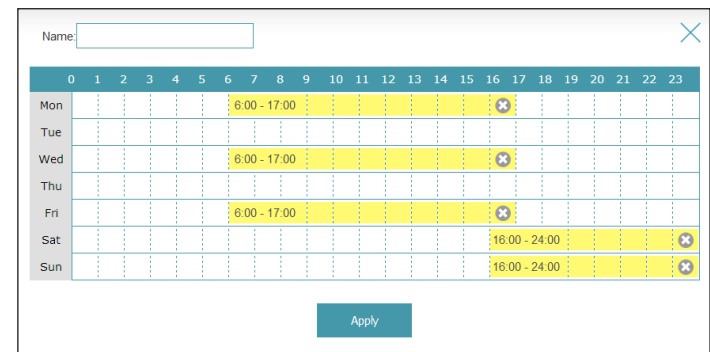 Name:
0 1 2 3 4 5 6 7 8 9 10 11 12 13 14 15 16 17 18 19 20 21 22 23
Mon 6:00 - 17:00
Tue
Wed 6:00 - 17:00
Thu
Fri 6:00 - 17:00
Sat 16:00 - 24:00
Sun 16:00 - 24:00
Apply